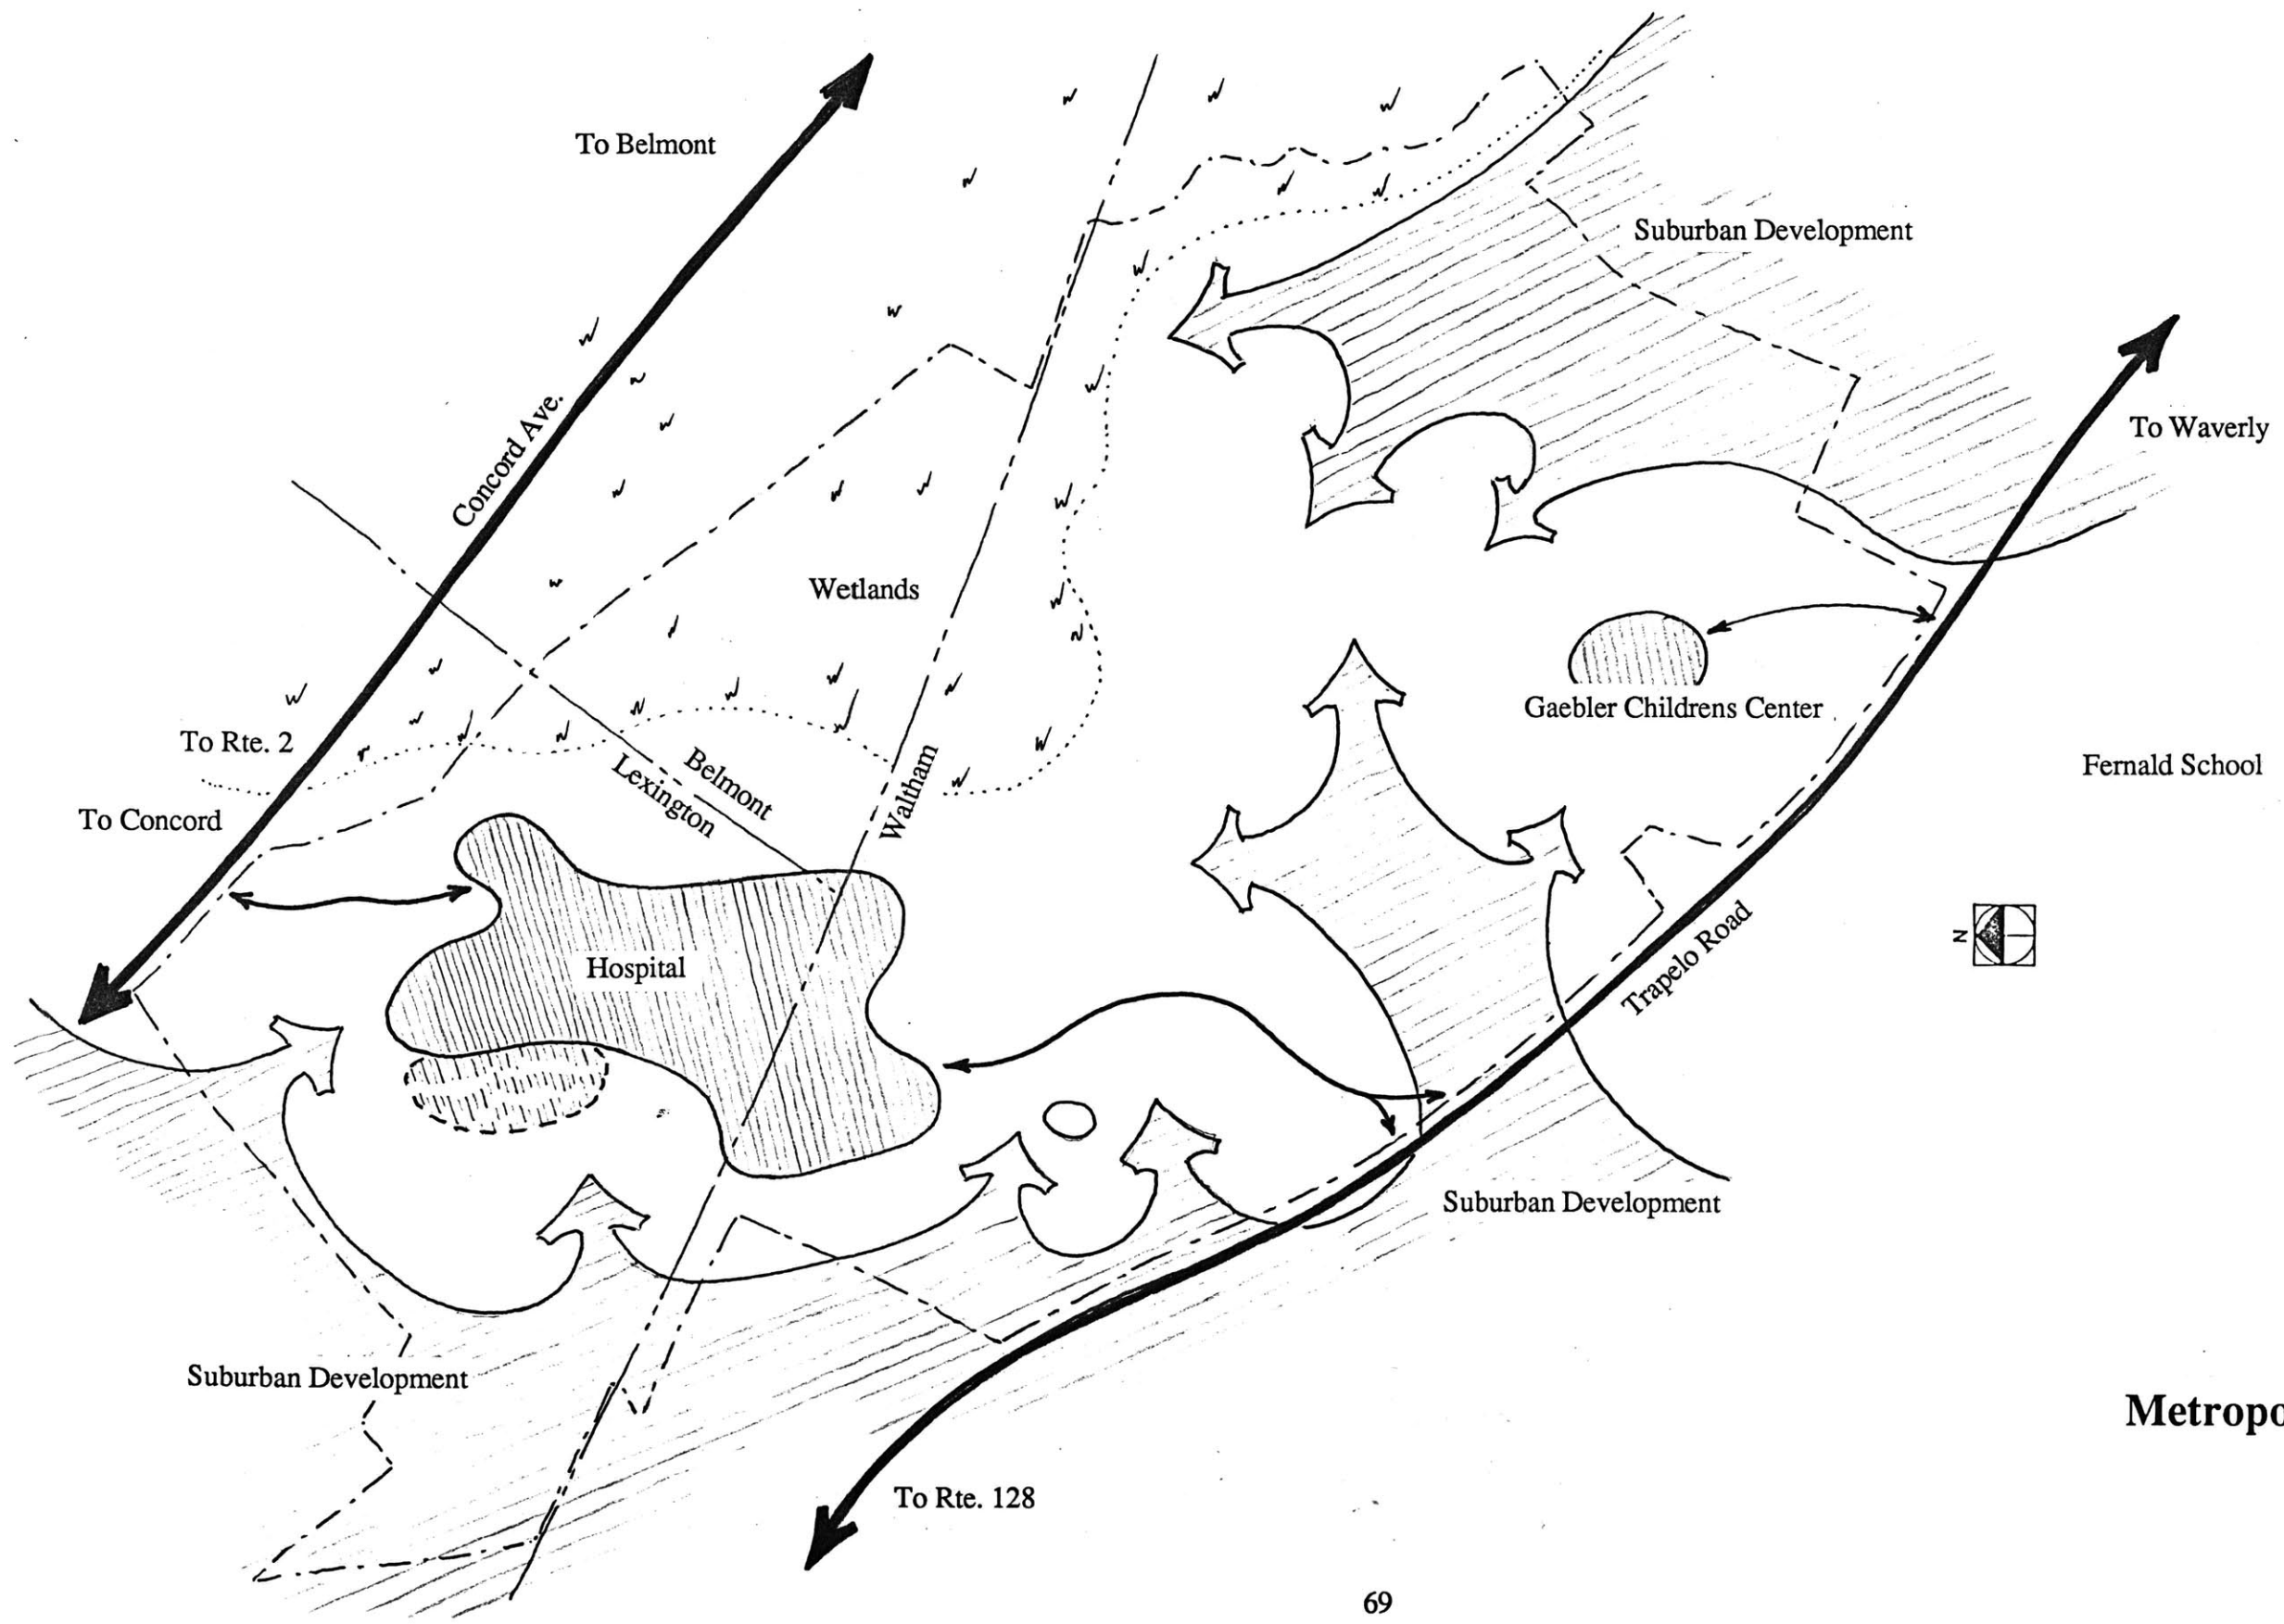 To Belmont
Suburban Development
Concord Ave.
To Waverly
Wetlands
Gaebler Childrens Center
To Rte. 2
Belmont
Lexington
Waltham
Fernald School
To Concord
Hospital
Trapelo Road
N
Suburban Development
Suburban Development
Metropo
To Rte. 128
69